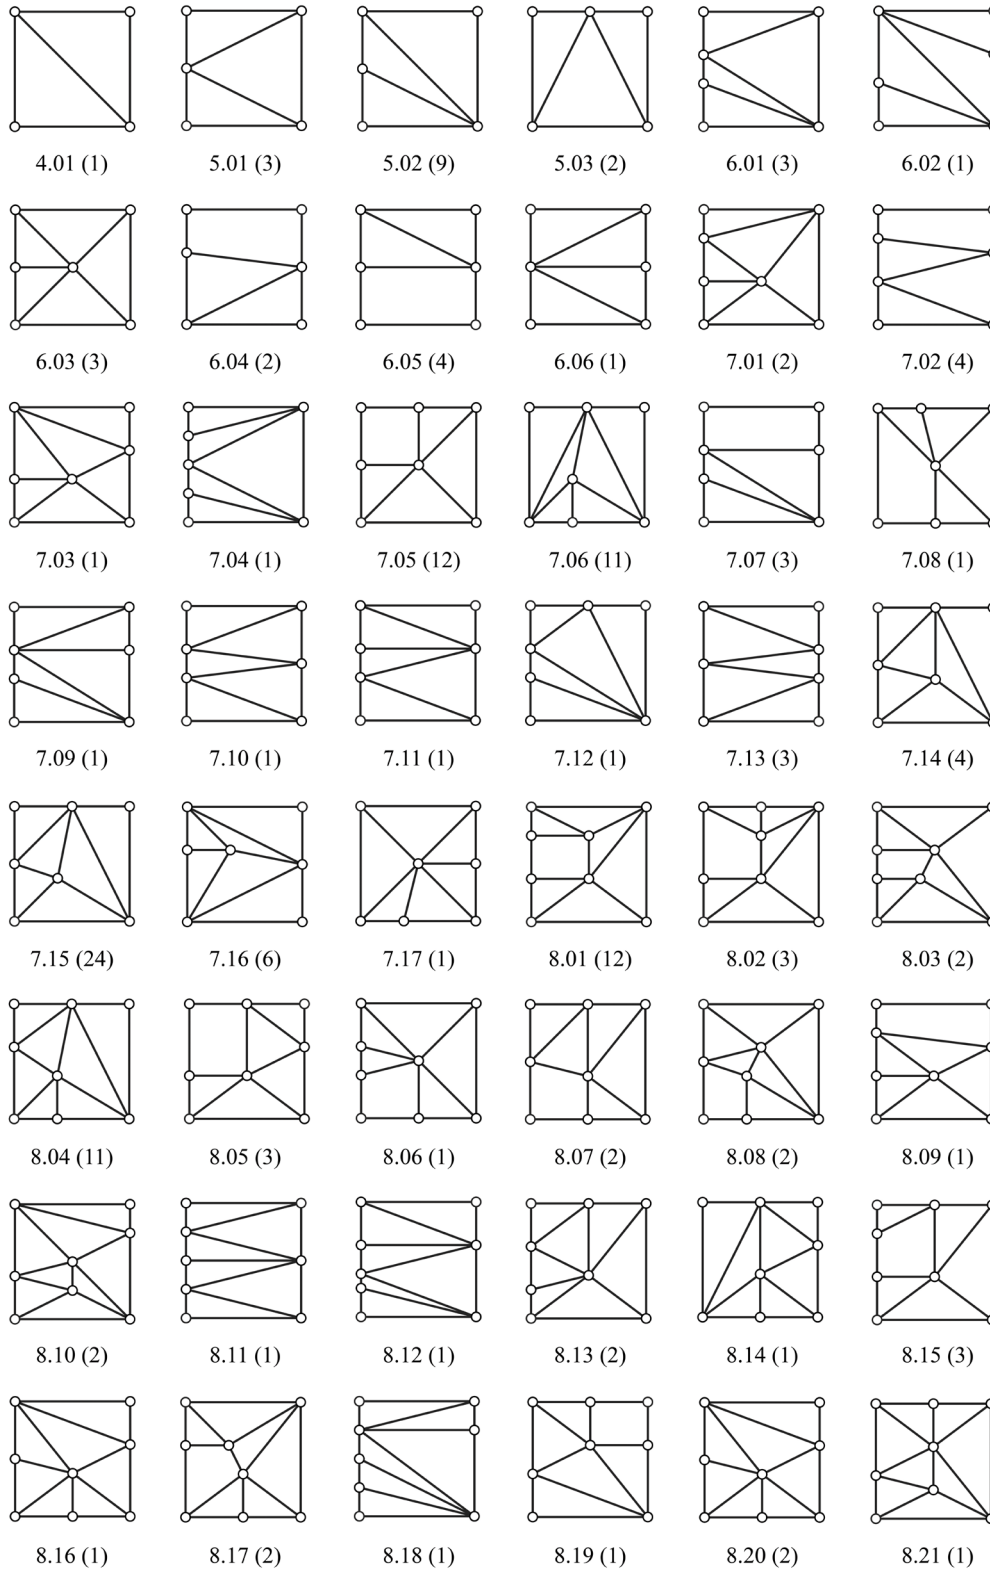 4.01 (1) 5.01 (3) 5.02 (9) 5.03 (2) 6.01 (3) 6.02 (1)
6.03 (3) 6.04 (2) 6.05 (4) 6.06 (1) 7.01 (2) 7.02 (4)
7.03 (1) 7.04 (1) 7.05 (12) 7.06 (11) 7.07 (3) 7.08 (1)
7.09 (1) 7.10 (1) 7.11 (1) 7.12 (1) 7.13 (3) 7.14 (4)
7.15 (24) 7.16 (6) 7.17 (1) 8.01 (12) 8.02 (3) 8.03 (2)
8.04 (11) 8.05 (3) 8.06 (1) 8.07 (2) 8.08 (2) 8.09 (1)
8.10 (2) 8.11 (1) 8.12 (1) 8.13 (2) 8.14 (1) 8.15 (3)
8.16 (1) 8.17 (2) 8.18 (1) 8.19 (1) 8.20 (2) 8.21 (1)